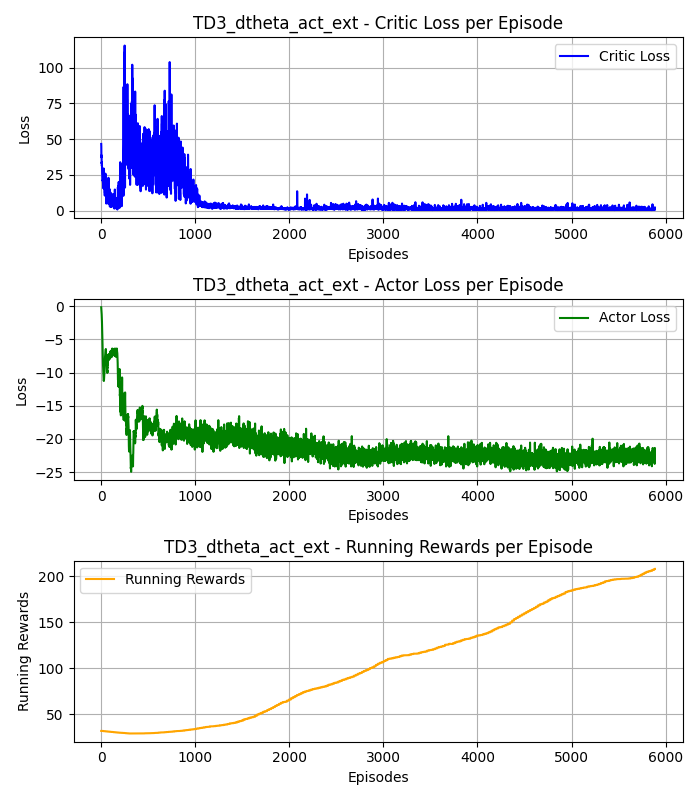 TD3_dtheta_act_ext - Critic Loss per Episode
Loss
100
75
50
25
0
Critic Loss
0 1000 2000 3000 4000 5000 6000
Episodes
TD3_dtheta_act_ext - Actor Loss per Episode
Loss
0
−5
−10
−15
−20
−25
Actor Loss
0 1000 2000 3000 4000 5000 6000
Episodes
TD3_dtheta_act_ext - Running Rewards per Episode
Running Rewards
200
150
100
50
Running Rewards
0 1000 2000 3000 4000 5000 6000
Episodes